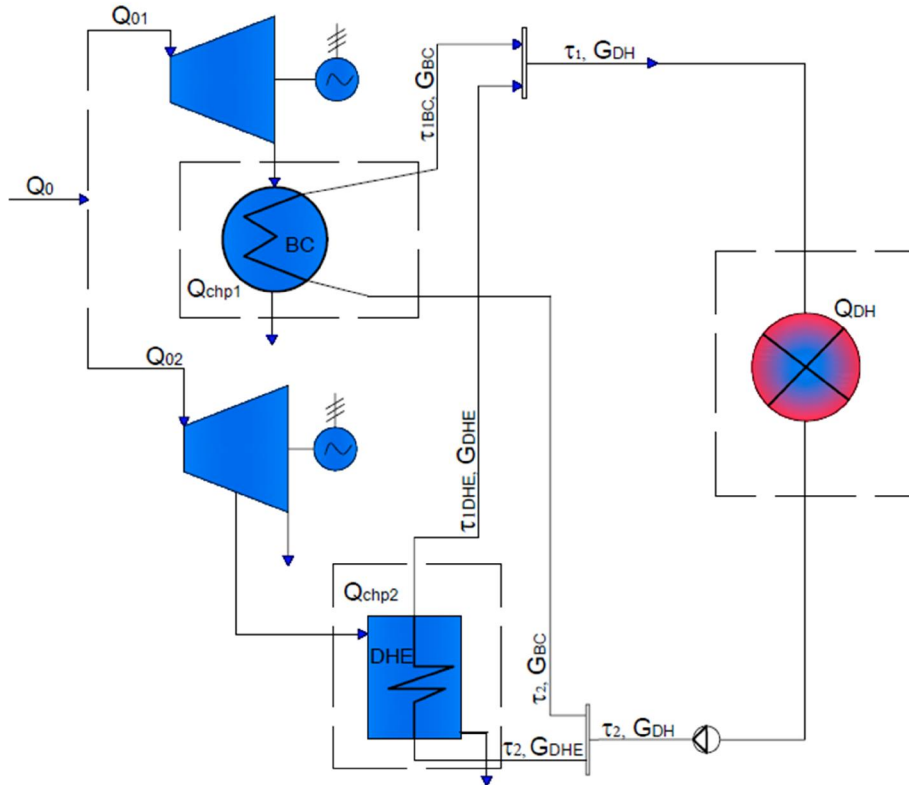 Q01
τ1, GDH
τ1BC, GBC
Q0
BC
Qchp1
QDH
Q02
τ1DHE, GDHE
Qchp2
DHE
τ2, GBC
τ2, GDH
τ2, GDHE